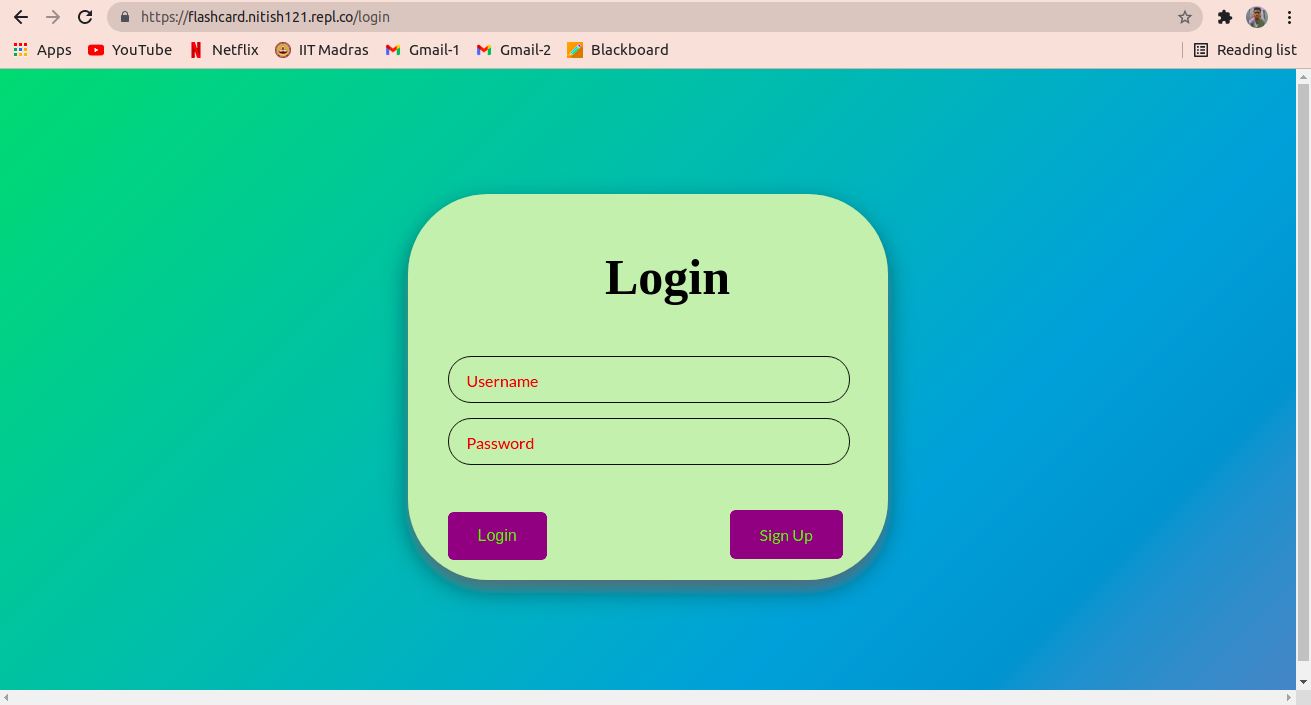 https://flashcard.nitish121.repl.co/login
Apps YouTube Netflix IIT Madras Gmail-1 Gmail-2 Blackboard Reading list
Login
Username
Password
Login Sign Up